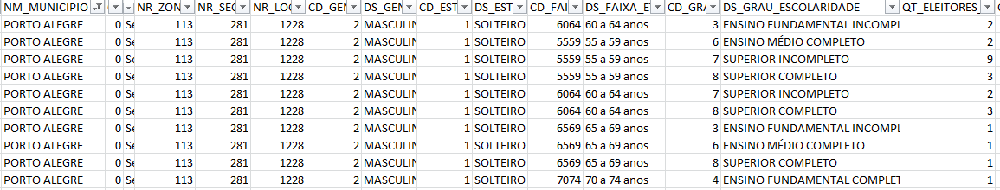 NM_MUNICIPIO NR_ZON NR_SEC NR_LOC CD_GEN DS_GEN CD_EST DS_EST CD_FAI DS_FAIXA_ET CD_GRA DS_GRAU_ESCOLARIDADE QT_ELEITORES_
PORTO ALEGRE 0 Se 113 281 1228 2 MASCULIN 1 SOLTEIRO 6064 60 a 64 anos 3 ENSINO FUNDAMENTAL INCOMPL 2
PORTO ALEGRE 0 Se 113 281 1228 2 MASCULIN 1 SOLTEIRO 5559 55 a 59 anos 6 ENSINO MÉDIO COMPLETO 2
PORTO ALEGRE 0 Se 113 281 1228 2 MASCULIN 1 SOLTEIRO 5559 55 a 59 anos 7 SUPERIOR INCOMPLETO 9
PORTO ALEGRE 0 Se 113 281 1228 2 MASCULIN 1 SOLTEIRO 5559 55 a 59 anos 8 SUPERIOR COMPLETO 3
PORTO ALEGRE 0 Se 113 281 1228 2 MASCULIN 1 SOLTEIRO 6064 60 a 64 anos 7 SUPERIOR INCOMPLETO 2
PORTO ALEGRE 0 Se 113 281 1228 2 MASCULIN 1 SOLTEIRO 6064 60 a 64 anos 8 SUPERIOR COMPLETO 3
PORTO ALEGRE 0 Se 113 281 1228 2 MASCULIN 1 SOLTEIRO 6569 65 a 69 anos 3 ENSINO FUNDAMENTAL INCOMPL 1
PORTO ALEGRE 0 Se 113 281 1228 2 MASCULIN 1 SOLTEIRO 6569 65 a 69 anos 6 ENSINO MÉDIO COMPLETO 1
PORTO ALEGRE 0 Se 113 281 1228 2 MASCULIN 1 SOLTEIRO 6569 65 a 69 anos 8 SUPERIOR COMPLETO 1
PORTO ALEGRE 0 Se 113 281 1228 2 MASCULIN 1 SOLTEIRO 7074 70 a 74 anos 4 ENSINO FUNDAMENTAL COMPLET 1